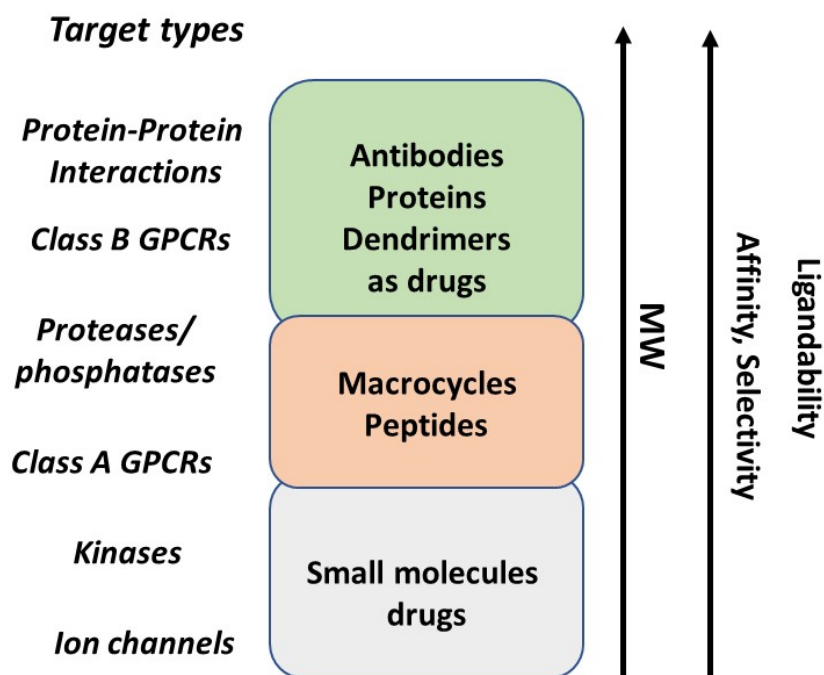 Target types
Protein-Protein
Interactions
Class B GPCRs
Proteases/
phosphatases
Class A GPCRs
Kinases
Ion channels
Antibodies
Proteins
Dendrimers
as drugs
Macrocycles
Peptides
Small molecules
drugs
MW
Affinity, Selectivity
Ligandability